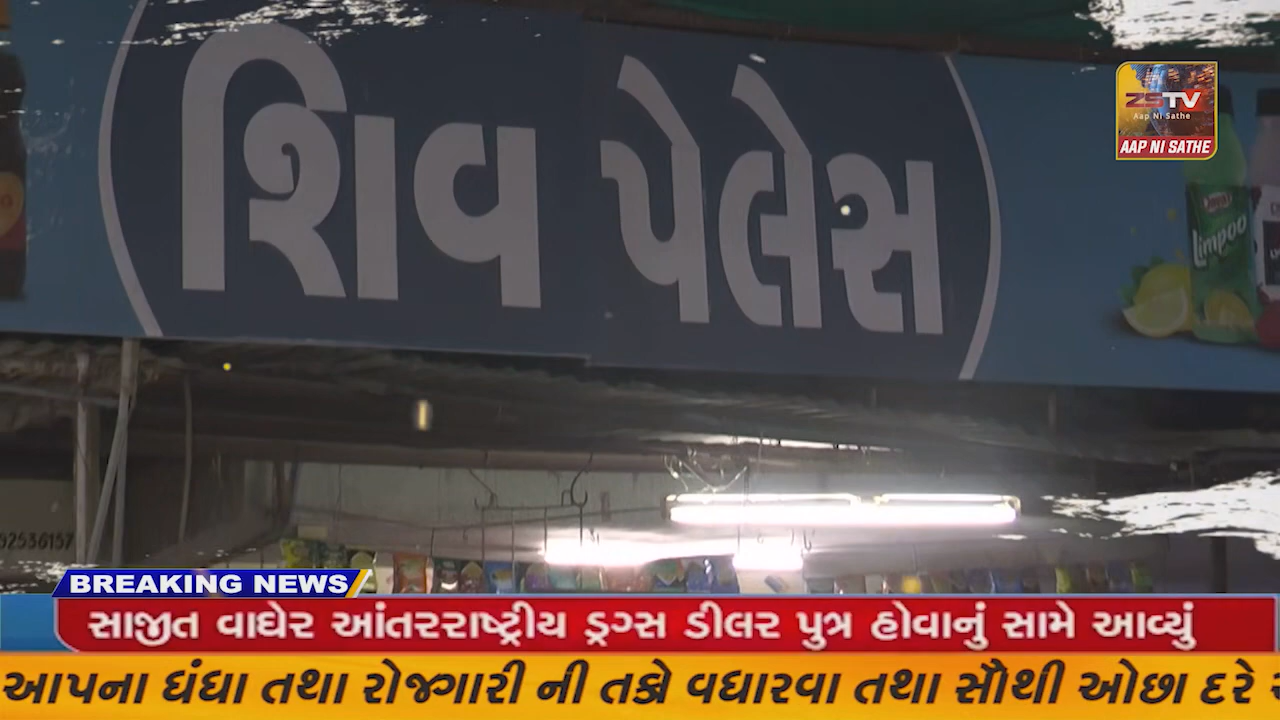 શિવ પેલેસ
ZSTV
Aap Ni Sathe
AAP NI SATHE
Limpoo
92536157
BREAKING NEWS
સાજીત વાઘેર આંતરરાષ્ટ્રીય ડ્રગ્સ ડીલર પુત્ર હોવાનું સામે આવ્યું
આપના ધંધા તથા રોજગારી ની તકો વધારવા તથા સૌથી ઓછા દરે